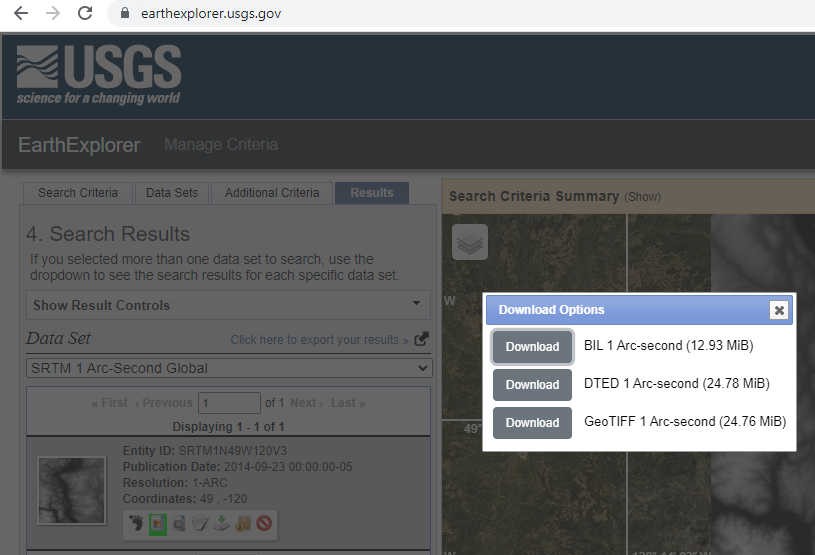 earthexplorer.usgs.gov
USGS
science for a changing world
EarthExplorer Manage Criteria
Search Criteria Data Sets Additional Criteria Results
Search Criteria Summary (Show)
4. Search Results
If you selected more than one data set to search, use the
dropdown to see the search results for each specific data set.
Show Result Controls
Data Set Click here to export your results »
SRTM 1 Arc-Second Global
« First ‹ Previous 1 of 1 Next › Last »
Displaying 1 - 1 of 1
Entity ID: SRTM1N49W120V3
Publication Date: 2014-09-23 00:00:00-05
Resolution: 1-ARC
Coordinates: 49 , -120
W
Download Options
Download BIL 1 Arc-second (12.93 MiB)
Download DTED 1 Arc-second (24.78 MiB)
Download GeoTIFF 1 Arc-second (24.76 MiB)
49°
W